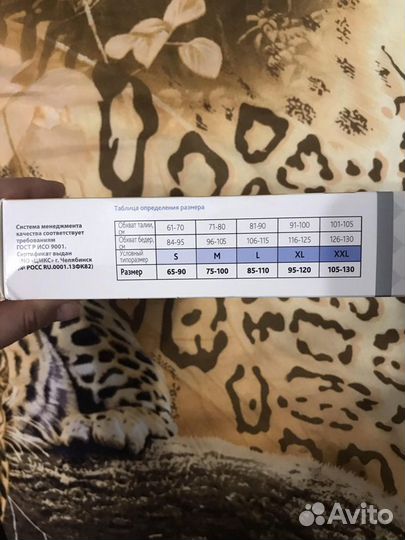 Система менеджмента
качества соответствует
требованиям
ГОСТ Р ИСО 9001.
Сертификат выдан
"ЦИКС» г. Челябинск
РОСС RU.0001.13ФК82)
Таблица определения размера
Обхват талии, см 61-70 71-80 81-90 91-100 101-105
Обхват бедер, см 84-95 96-105 106-115 116-125 126-130
Условный типоразмер S M L XL XXL
Размер 65-90 75-100 85-110 95-120 105-130
Avito